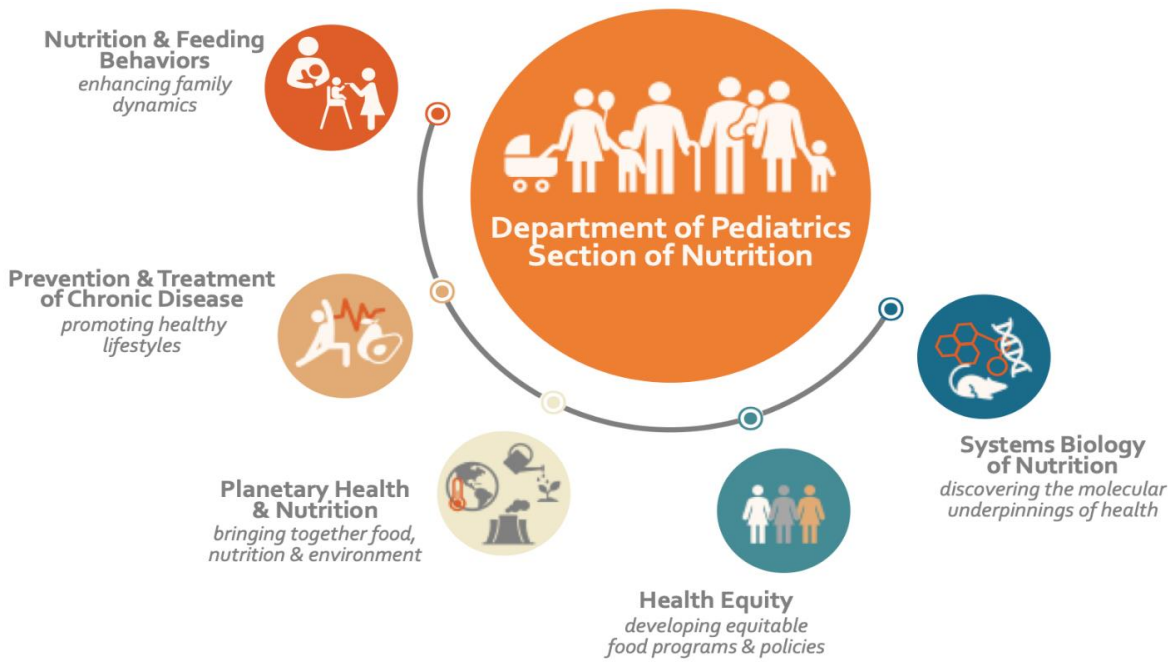 Department of Pediatrics
Section of Nutrition
Nutrition & Feeding
Behaviors
enhancing family
dynamics
Prevention & Treatment
of Chronic Disease
promoting healthy
lifestyles
Planetary Health
& Nutrition
bringing together food,
nutrition & environment
Health Equity
developing equitable
food programs & policies
Systems Biology
of Nutrition
discovering the molecular
underpinnings of health